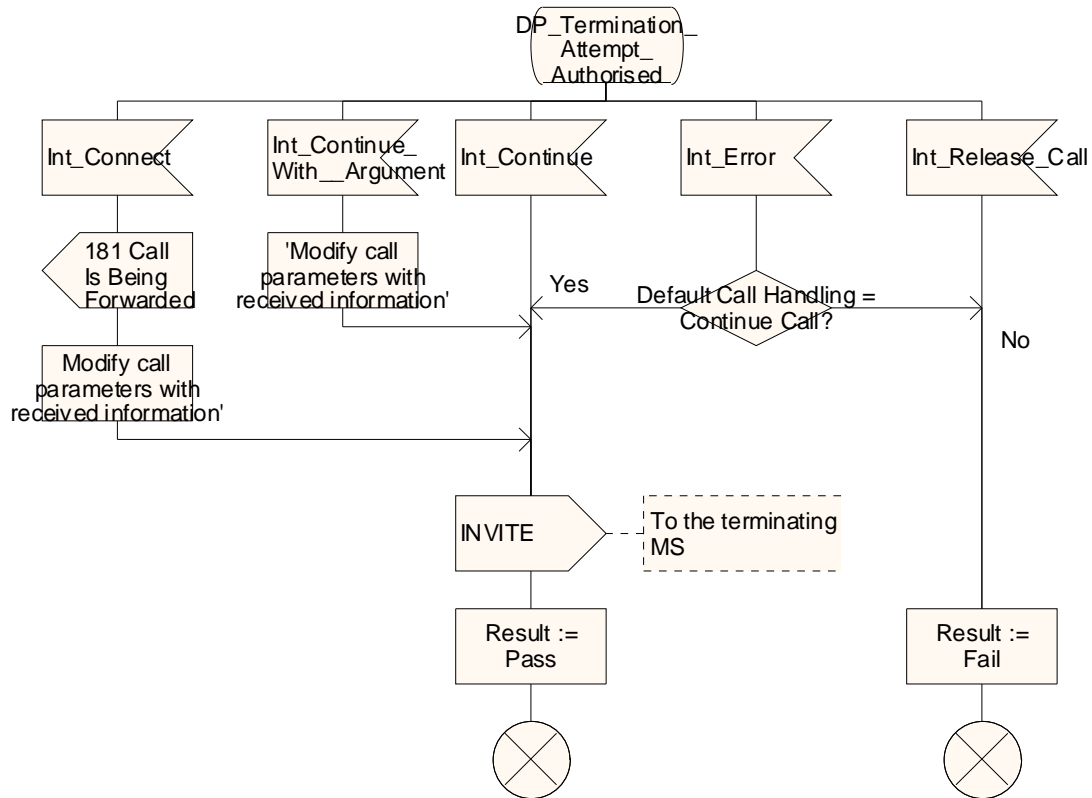 DP_Termination_
Attempt_
Authorised
Int_Connect
Int_Continue_
With__Argument
Int_Continue
Int_Error
Int_Release_Call
181 Call
Is Being
Forwarded
'Modify call
parameters with
received information'
Yes
Default Call Handling =
Continue Call?
No
Modify call
parameters with
received information'
INVITE
To the terminating
MS
Result :=
Pass
Result :=
Fail